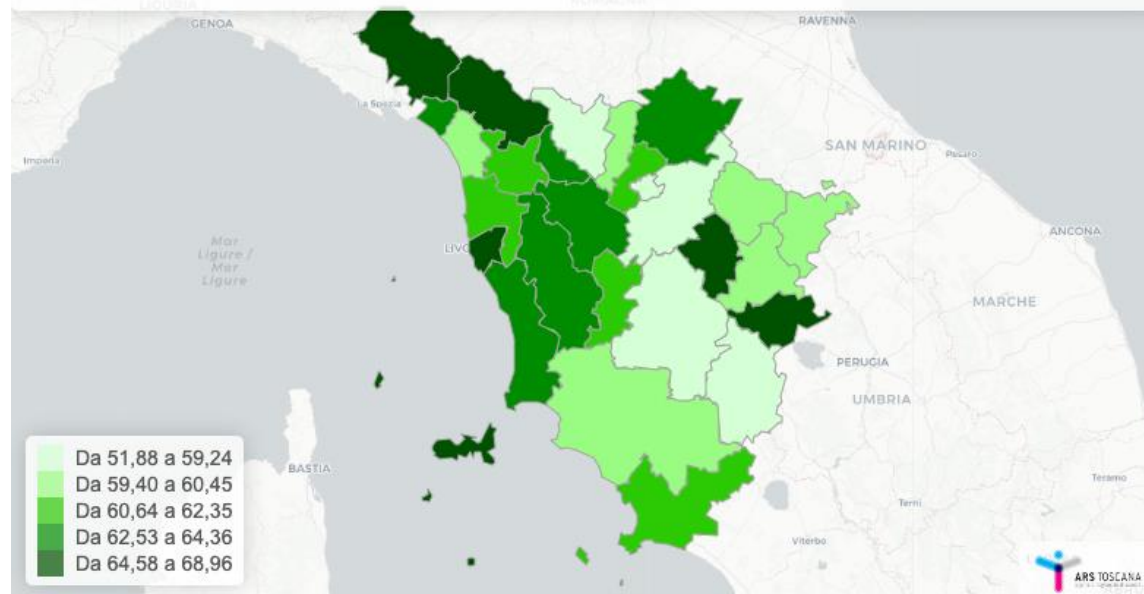 LIGURIA
ROMAGNA
GENOA
RAVENNA
La Spezia
Imperia
SAN MARINO
Pesaro
LIVO
ANCONA
Mar
Ligure /
Mar
Ligure
MARCHE
PERUGIA
UMBRIA
BASTIA
Teramo
Terni
Viterbo
Da 51,88 a 59,24
Da 59,40 a 60,45
Da 60,64 a 62,35
Da 62,53 a 64,36
Da 64,58 a 68,96
ARS TOSCANA